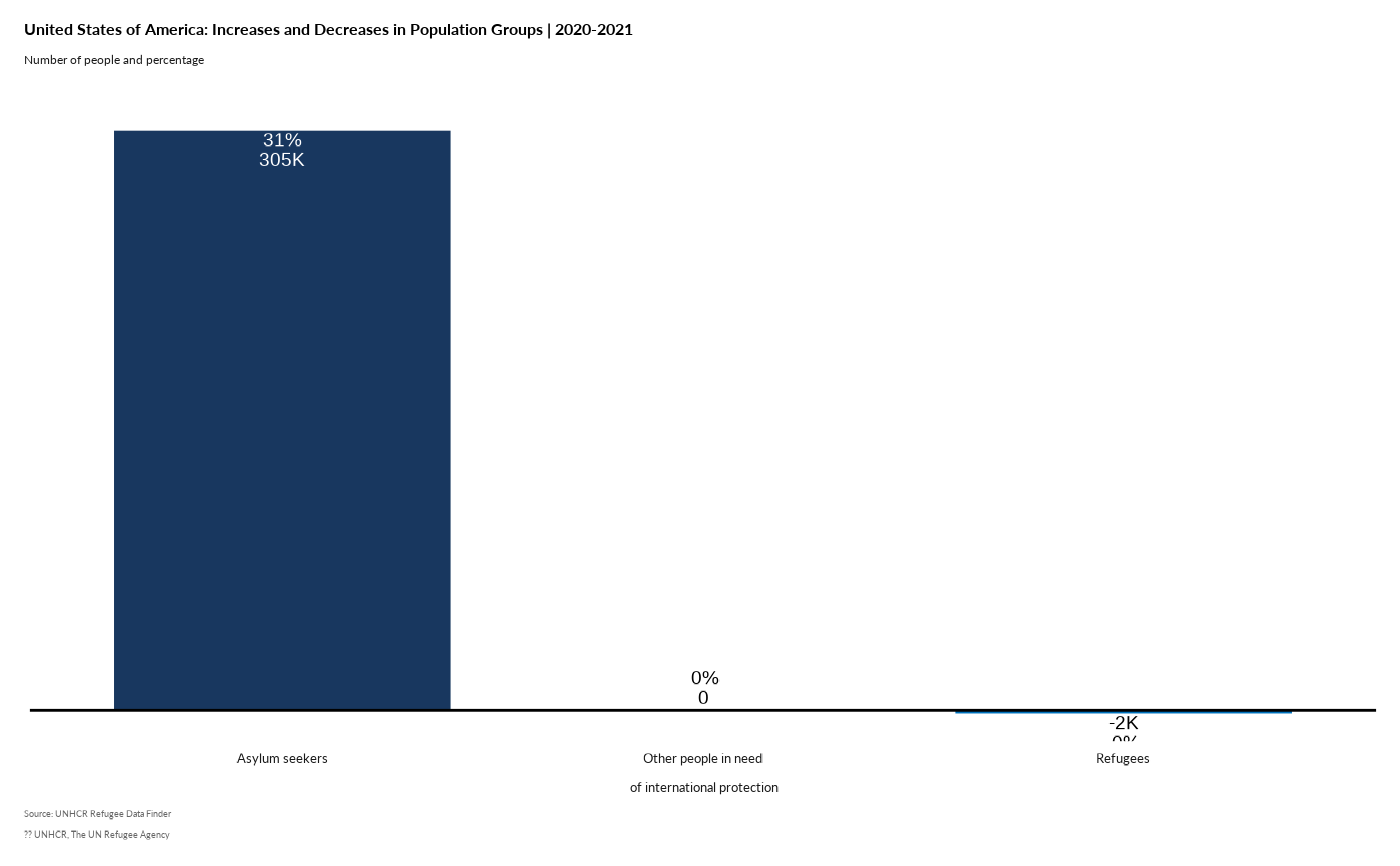 United States of America: Increases and Decreases in Population Groups | 2020-2021
Number of people and percentage
31%
305K
0%
0
-2K
0%
Asylum seekers
Other people in need
of international protection
Refugees
Source: UNHCR Refugee Data Finder
?? UNHCR, The UN Refugee Agency